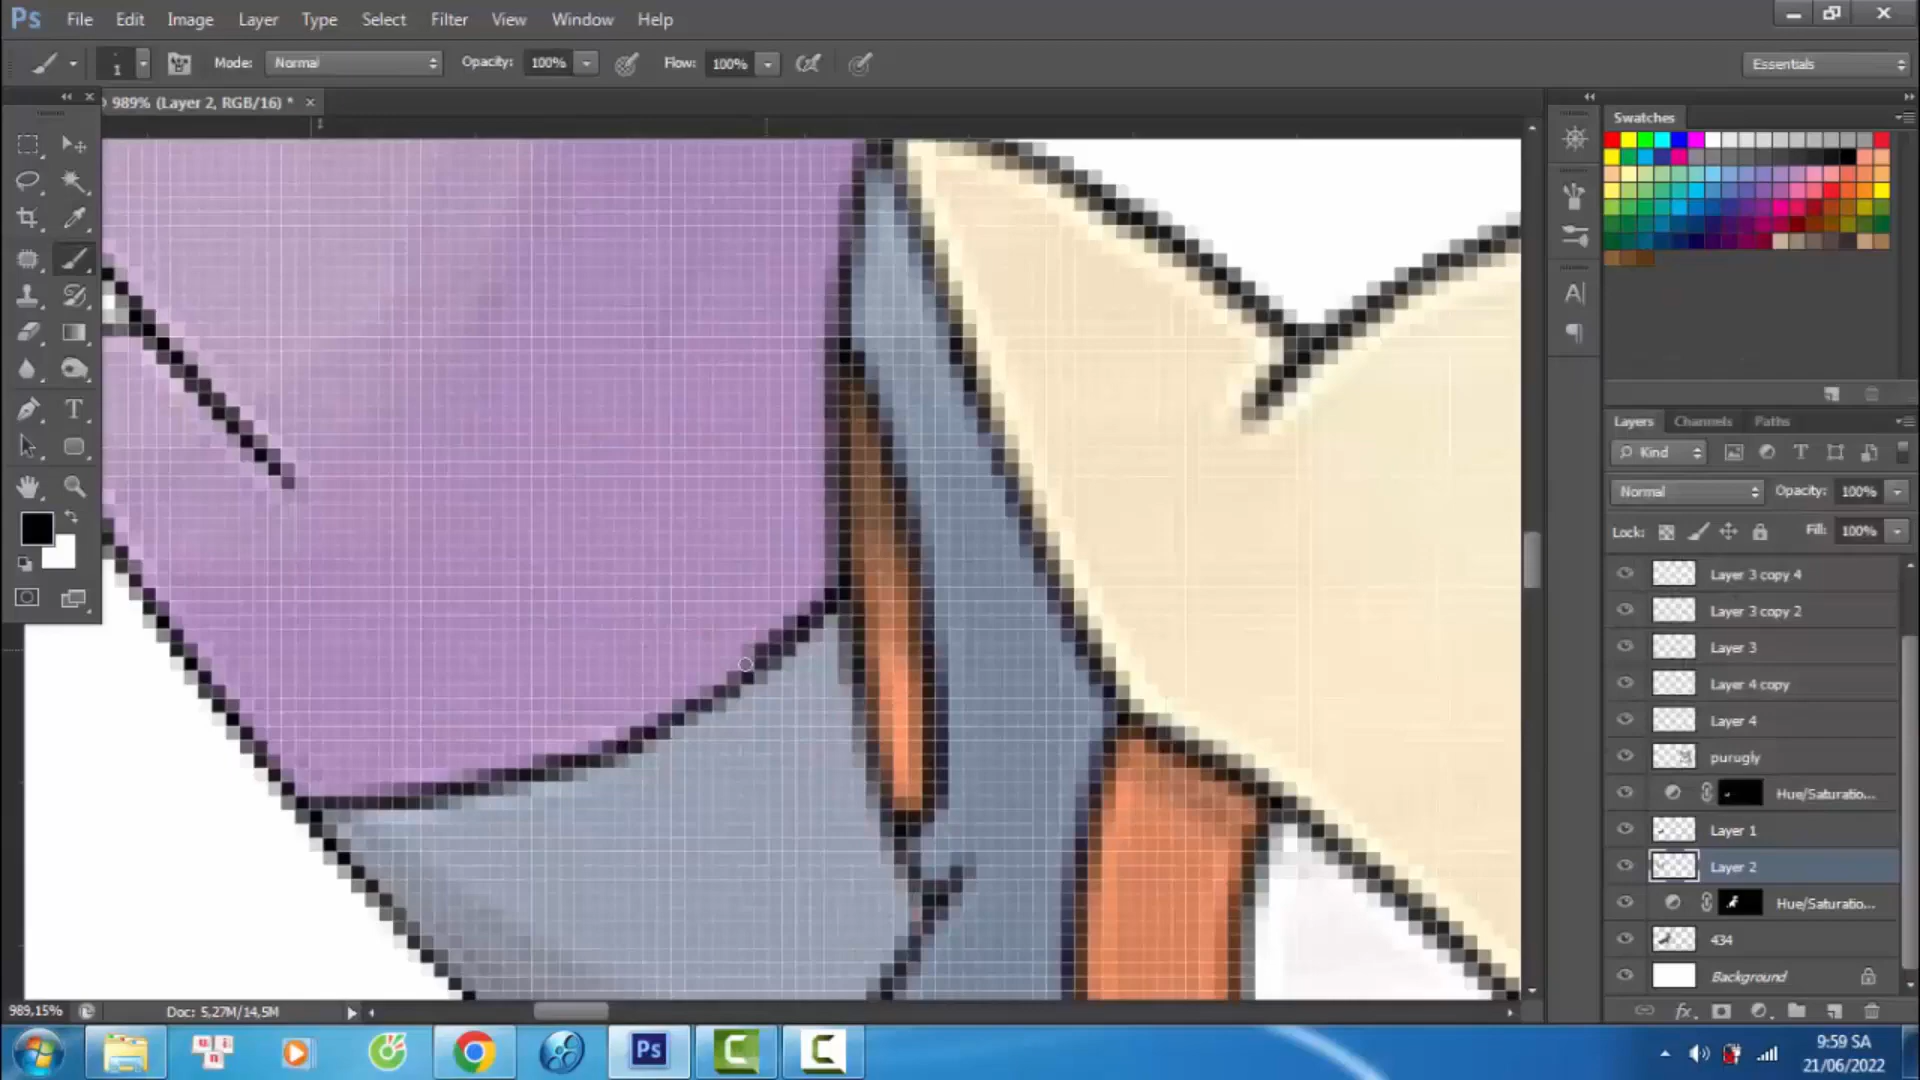 Ps File Edit Image Layer Type Select Filter View Window Help
1 Mode: Normal Opacity: 100% Flow: 100% Essentials
989% (Layer 2, RGB/16) * ×
Swatches
Layers Channels Paths
Kind
Normal Opacity: 100%
Lock: Fill: 100%
Layer 3 copy 4
Layer 3 copy 2
Layer 3
Layer 4 copy
Layer 4
purugly
Hue/Saturatio...
Layer 1
Layer 2
Hue/Saturatio...
434
Background
989,15% Doc: 5,27M/14,5M
Ps
9:59 SA
21/06/2022